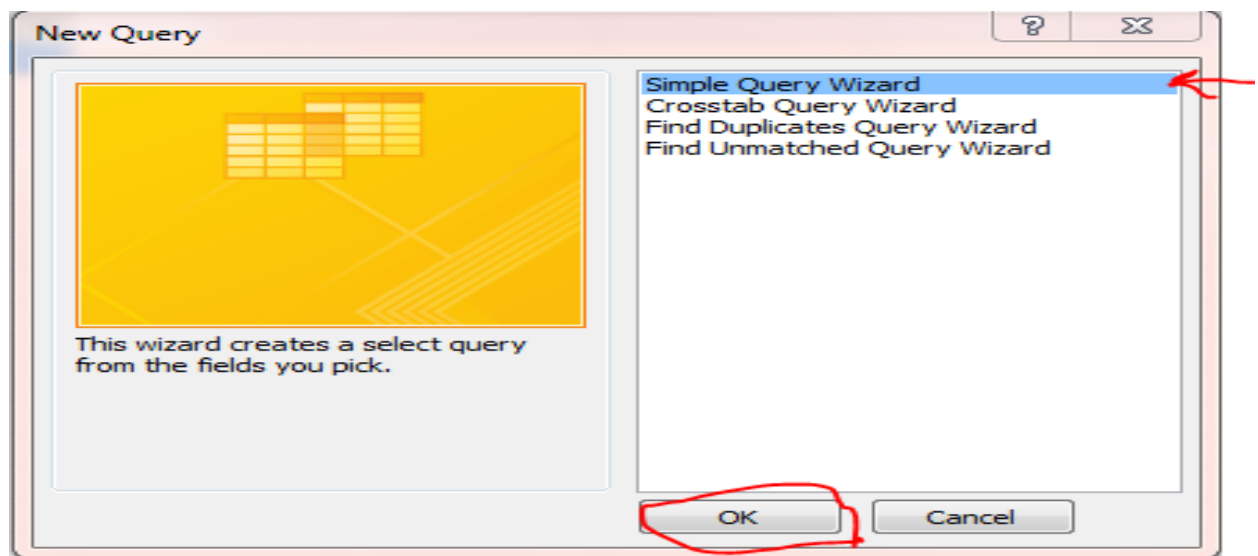 New Query
Simple Query Wizard
Crosstab Query Wizard
Find Duplicates Query Wizard
Find Unmatched Query Wizard
This wizard creates a select query
from the fields you pick.
OK
Cancel